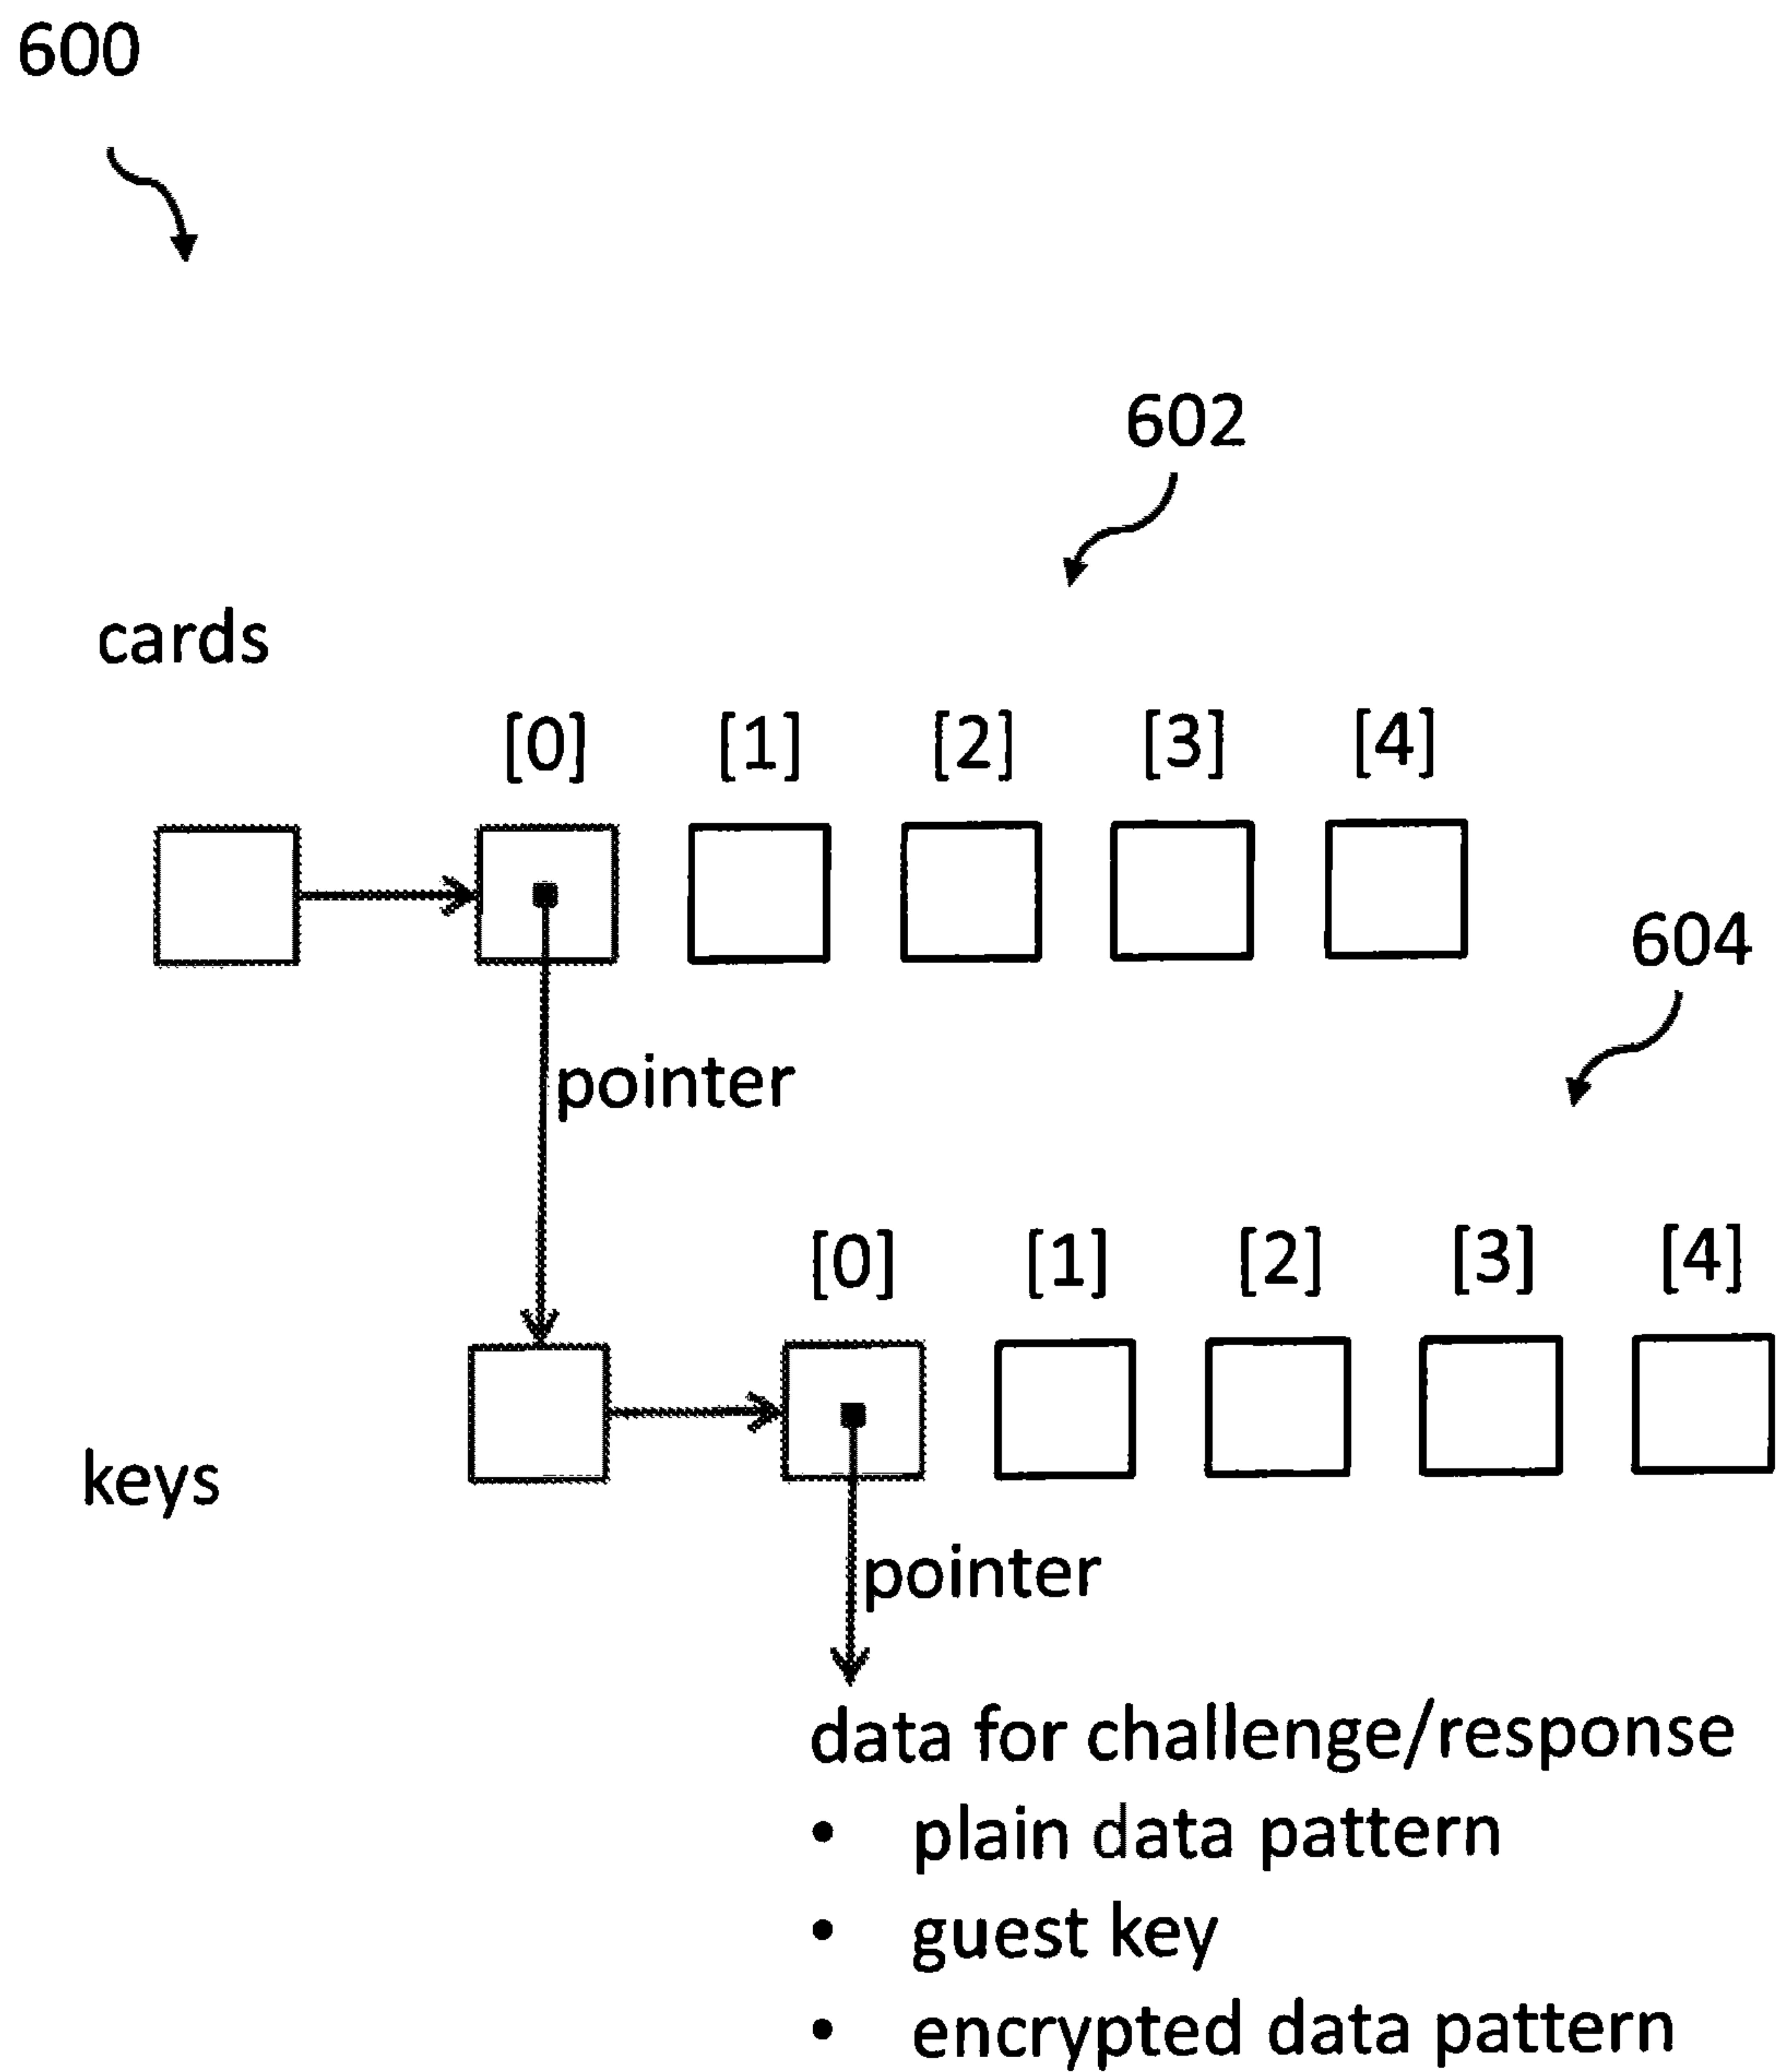 600
602
cards
[0] [1] [2] [3] [4]
604
pointer
[0] [1] [2] [3] [4]
keys
pointer
data for challenge/response
• plain data pattern
• guest key
• encrypted data pattern